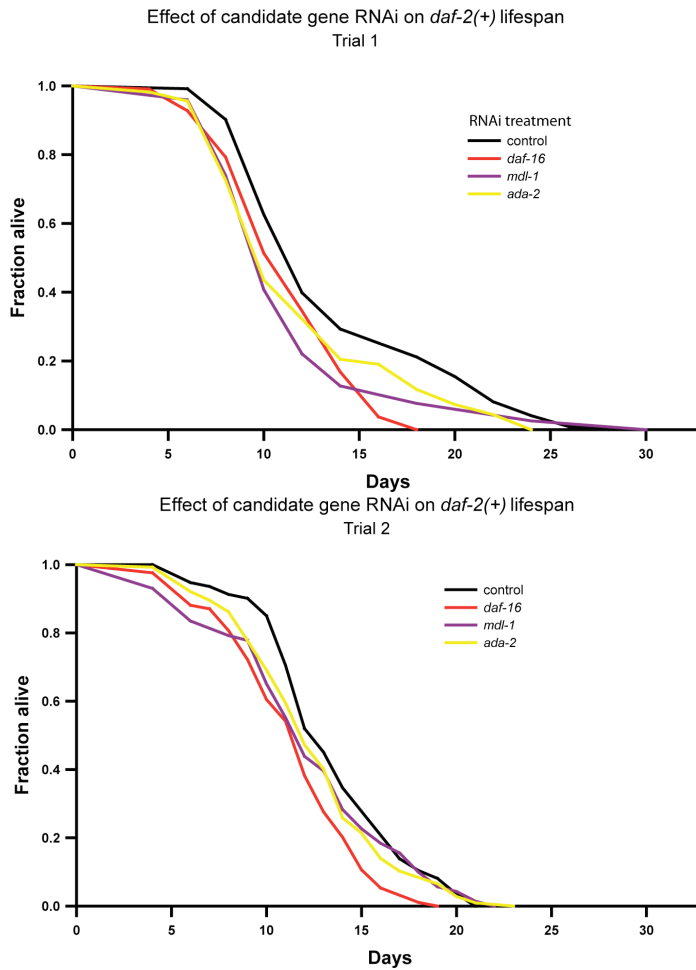 Effect of candidate gene RNAi on daf-2(+) lifespan
Trial 1
RNAi treatment
control
daf-16
mdl-1
ada-2
Fraction alive
1.0
0.8
0.6
0.4
0.2
0.0
0 5 10 15 20 25 30
Days
Effect of candidate gene RNAi on daf-2(+) lifespan
Trial 2
control
daf-16
mdl-1
ada-2
Fraction alive
1.0
0.8
0.6
0.4
0.2
0.0
0 5 10 15 20 25 30
Days